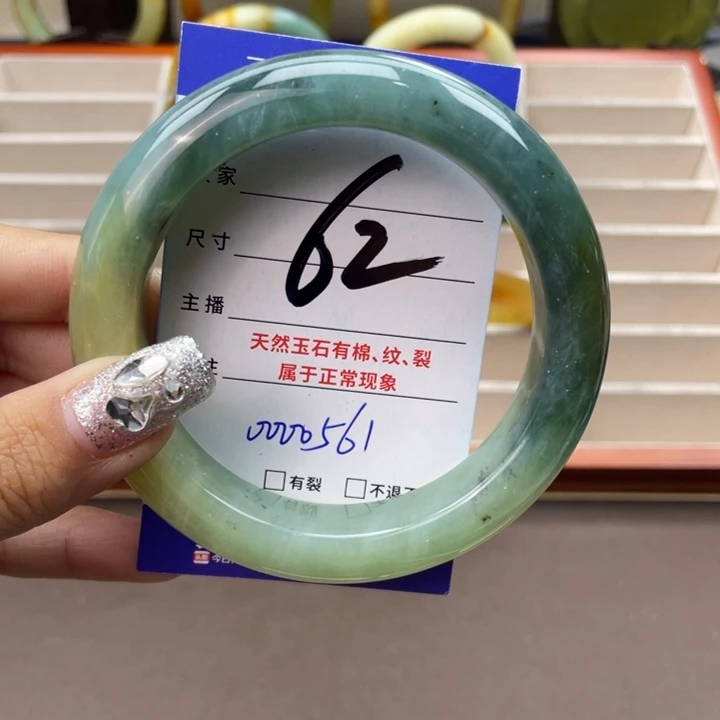 家
尺寸
62
主播
天然玉石有棉、纹、裂
属于正常现象
注
0000561
有裂
不退